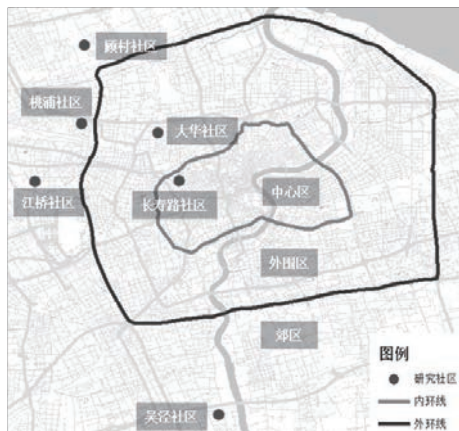 顾村社区
桃浦社区
大华社区
江桥社区
长寿路社区
中心区
外围区
郊区
吴泾社区
图例
研究社区
内环线
外环线